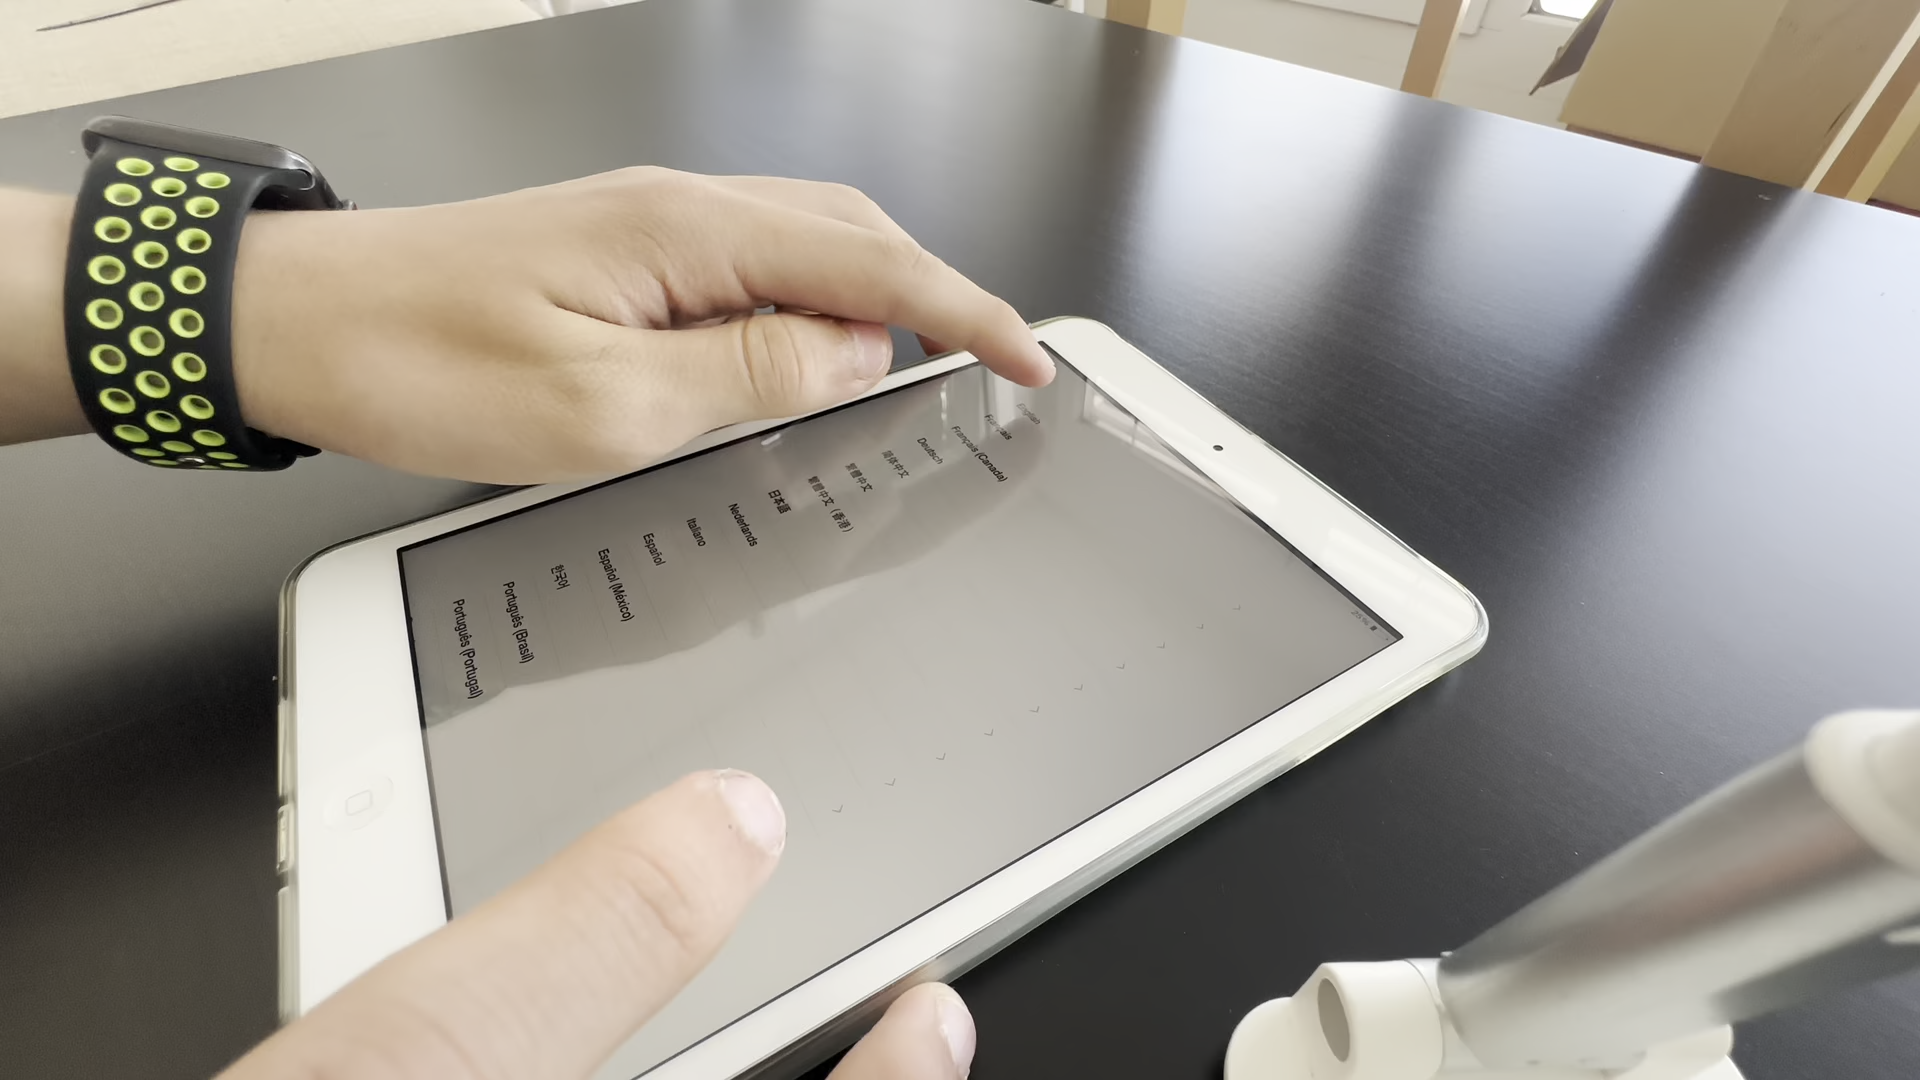 English
Français
Français (Canada)
Deutsch
简体中文
繁體中文
繁體中文（香港）
日本語
Nederlands
Italiano
Español
Español (México)
한국어
Português (Brasil)
Português (Portugal)